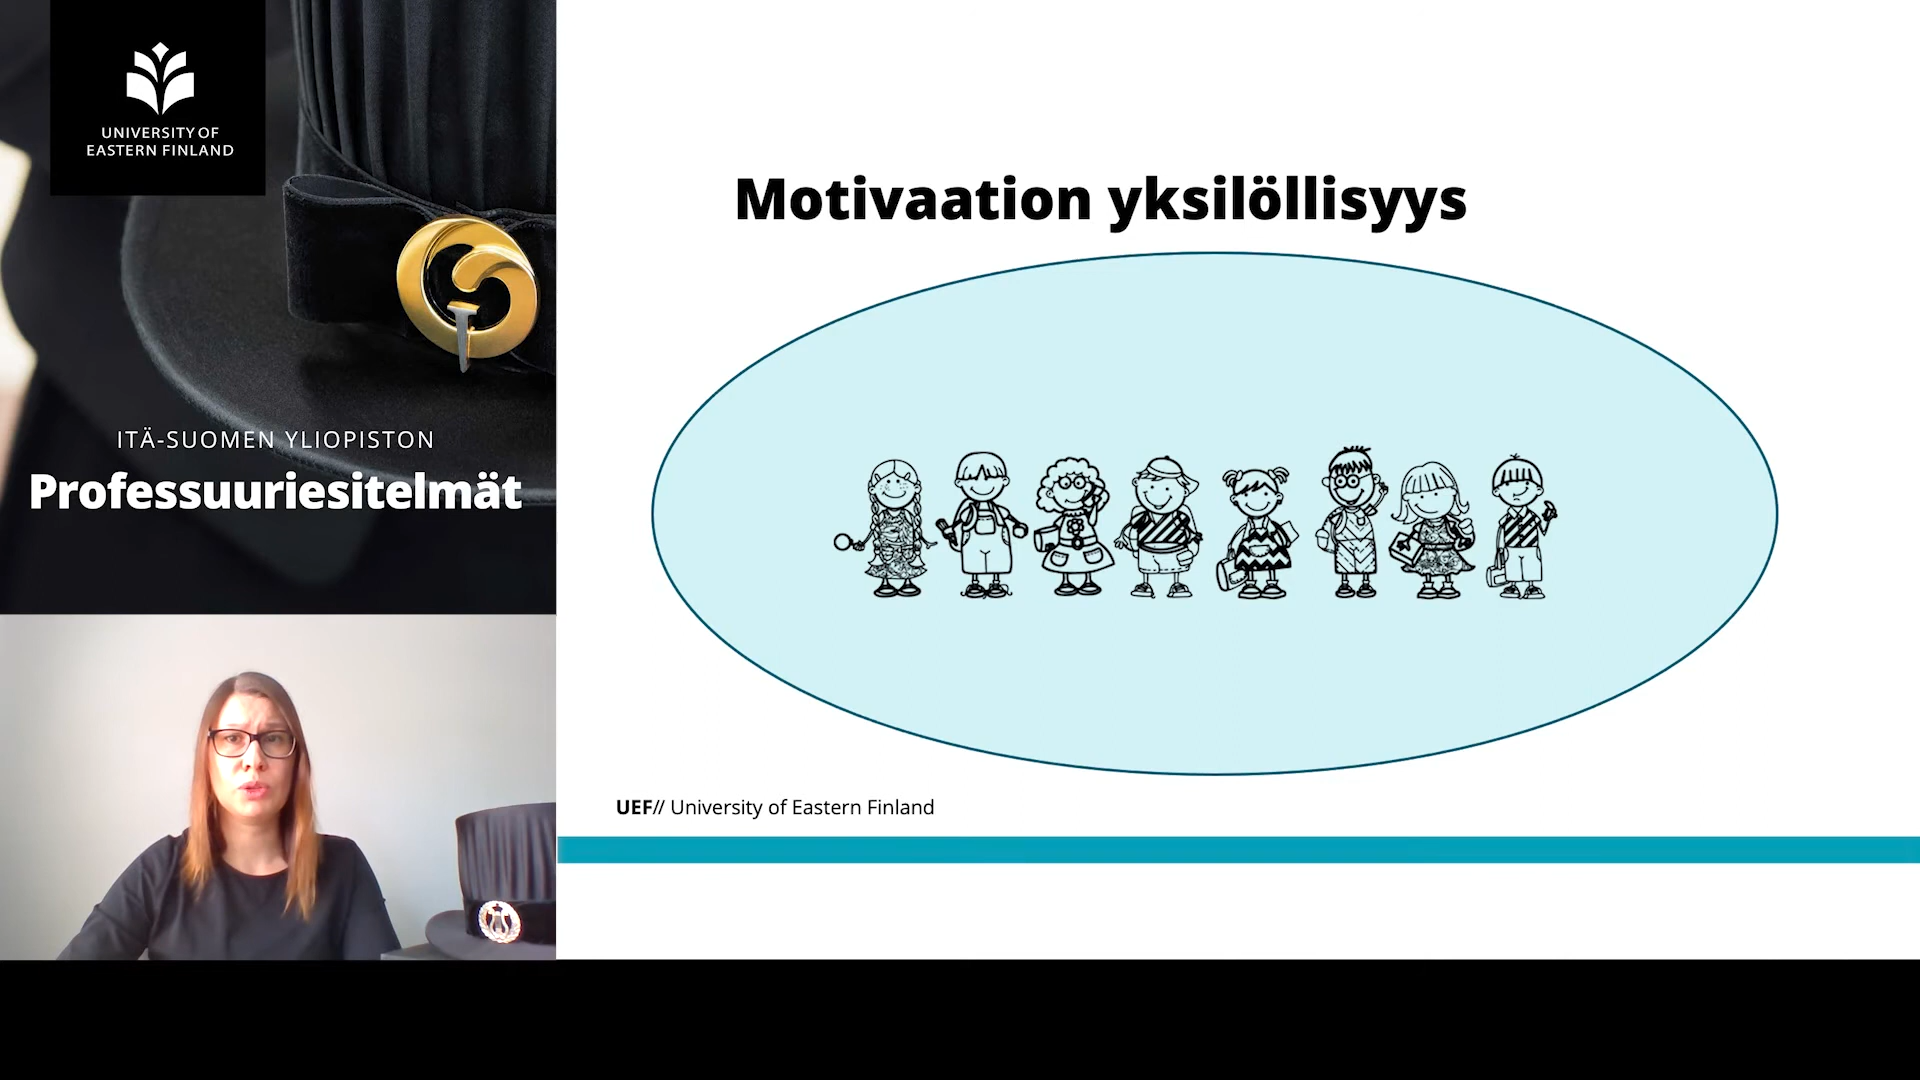 UNIVERSITY OF
EASTERN FINLAND
ITÄ-SUOMEN YLIOPISTON
Professuuriesitelmät
Motivaation yksilöllisyys
UEF// University of Eastern Finland